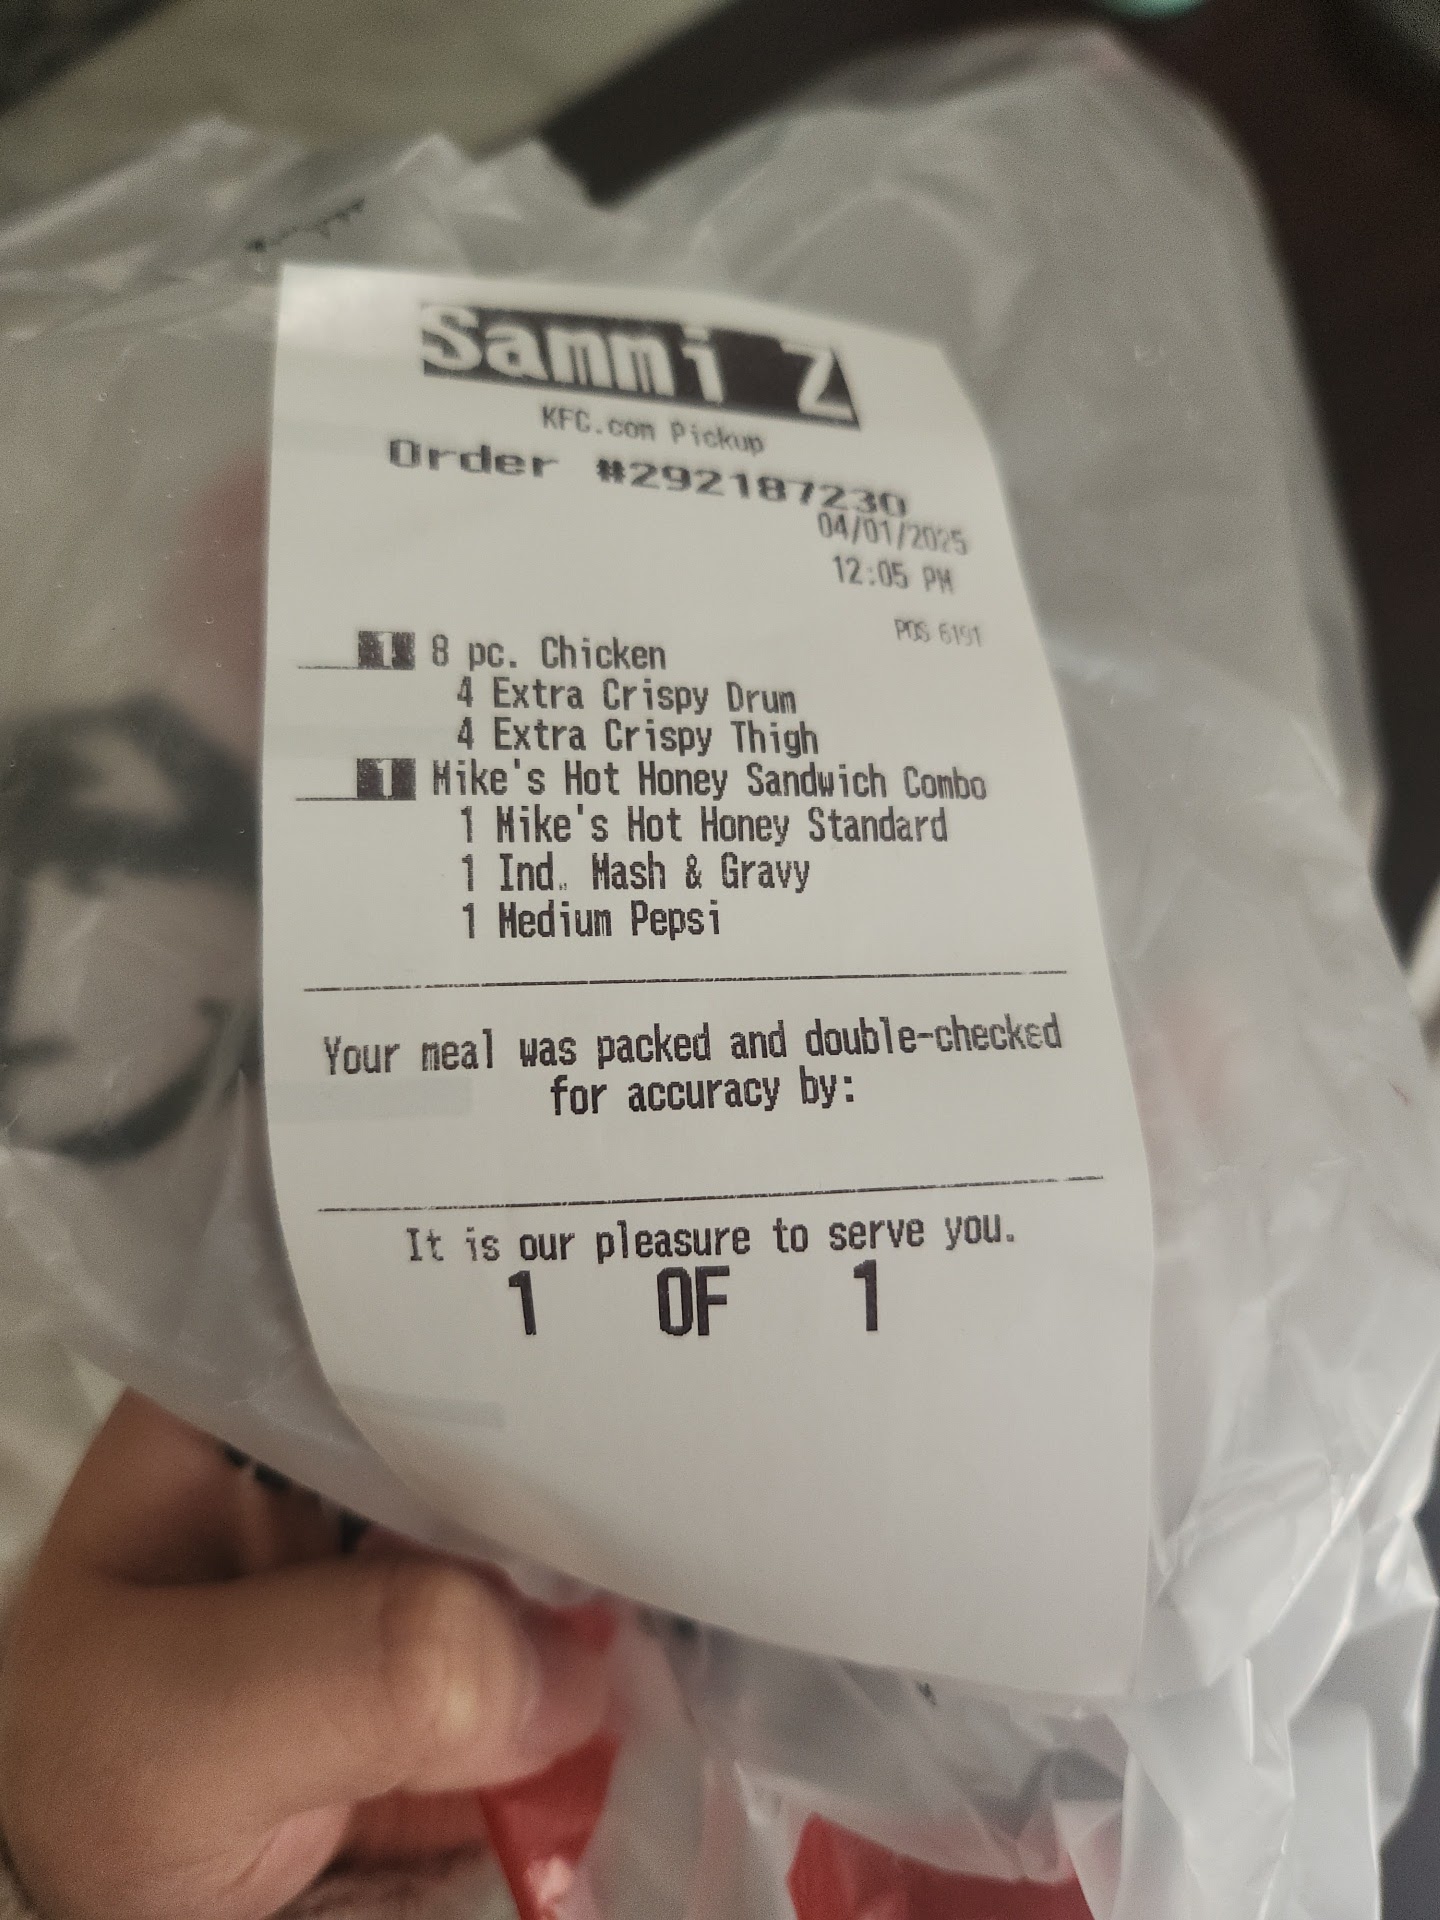 Sammi Z
KFC.com Pickup
Order #292187230
04/01/2025
12:05 PM
POS 6191
1 8 pc. Chicken
4 Extra Crispy Drum
4 Extra Crispy Thigh
1 Mike's Hot Honey Sandwich Combo
1 Mike's Hot Honey Standard
1 Ind. Mash & Gravy
1 Medium Pepsi
Your meal was packed and double-checked
for accuracy by:
It is our pleasure to serve you.
1 OF 1